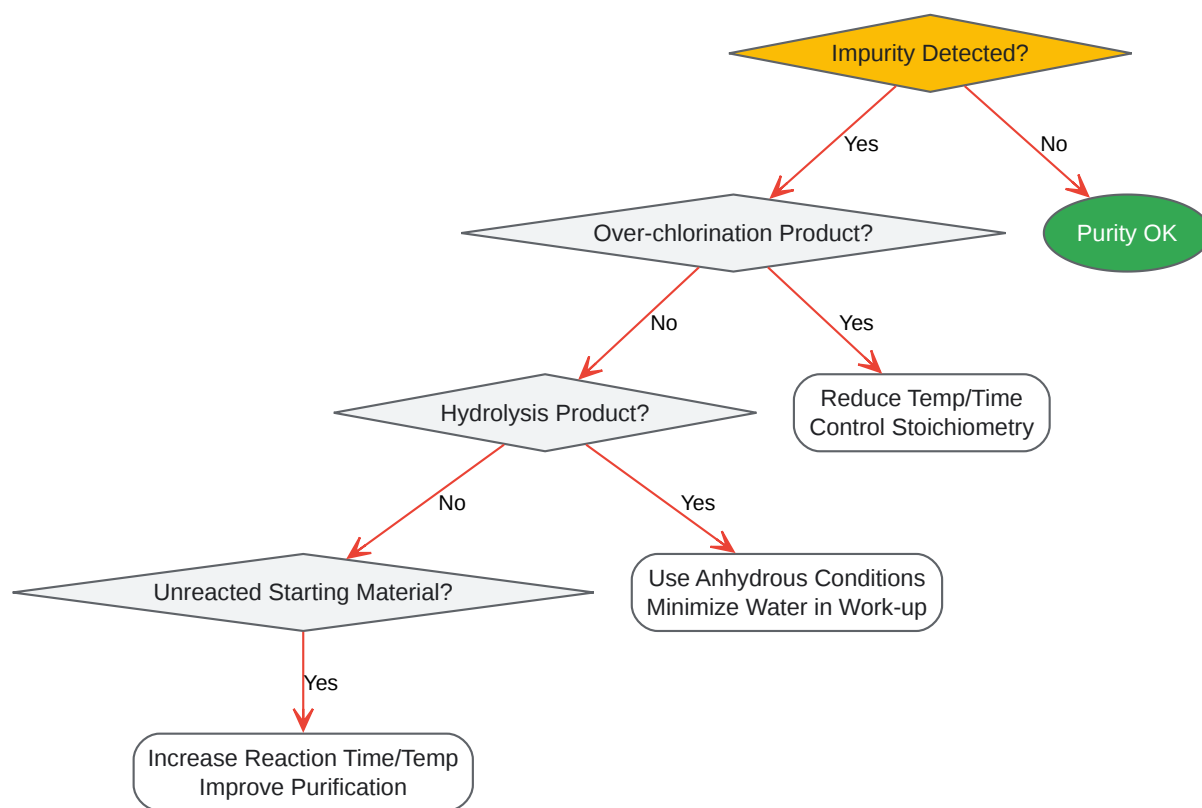 Impurity Detected?
Yes
No
Over-chlorination Product?
Purity OK
No
Yes
Hydrolysis Product?
Reduce Temp/Time
Control Stoichiometry
No
Yes
Unreacted Starting Material?
Use Anhydrous Conditions
Minimize Water in Work-up
Yes
Increase Reaction Time/Temp
Improve Purification